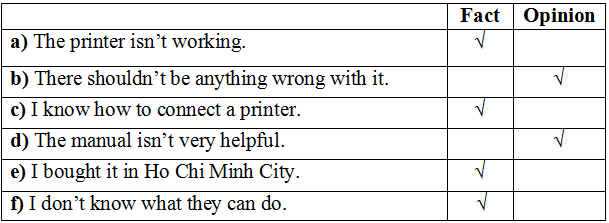 Fact Opinion
a) The printer isn't working. √
b) There shouldn't be anything wrong with it. √
c) I know how to connect a printer. √
d) The manual isn't very helpful. √
e) I bought it in Ho Chi Minh City. √
f) I don't know what they can do. √